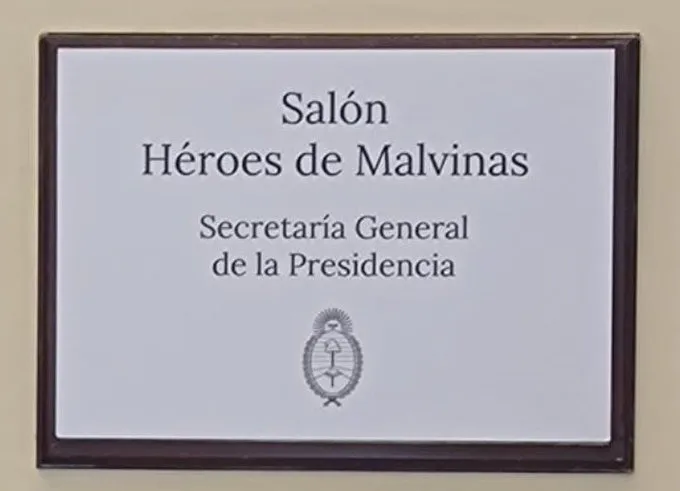 Salón
Héroes de Malvinas
Secretaría General
de la Presidencia